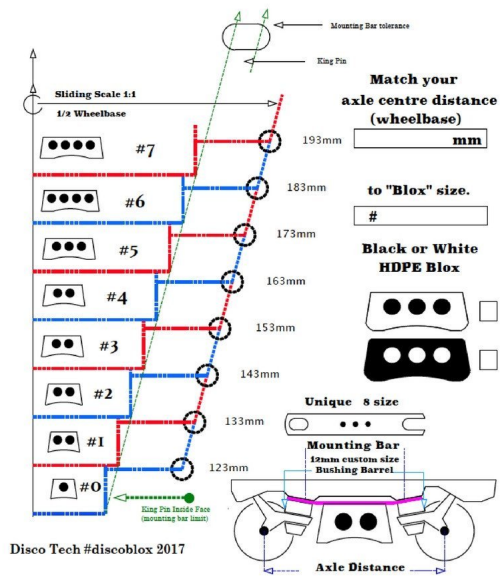 Mounting Bar tolerance
King Pin
Sliding Scale 1:1
1/2 Wheelbase
Match your
axle centre distance
(wheelbase)
mm
#7
193mm
#6
183mm
to "Blox" size.
#
#5
173mm
Black or White
HDPE Blox
#4
163mm
#3
153mm
#2
143mm
Unique 8 size
#1
133mm
Mounting Bar
12mm custom size
Bushing Barrel
#0
123mm
King Pin Inside Face
(mounting bar limit)
Disco Tech #discoblox 2017
Axle Distance